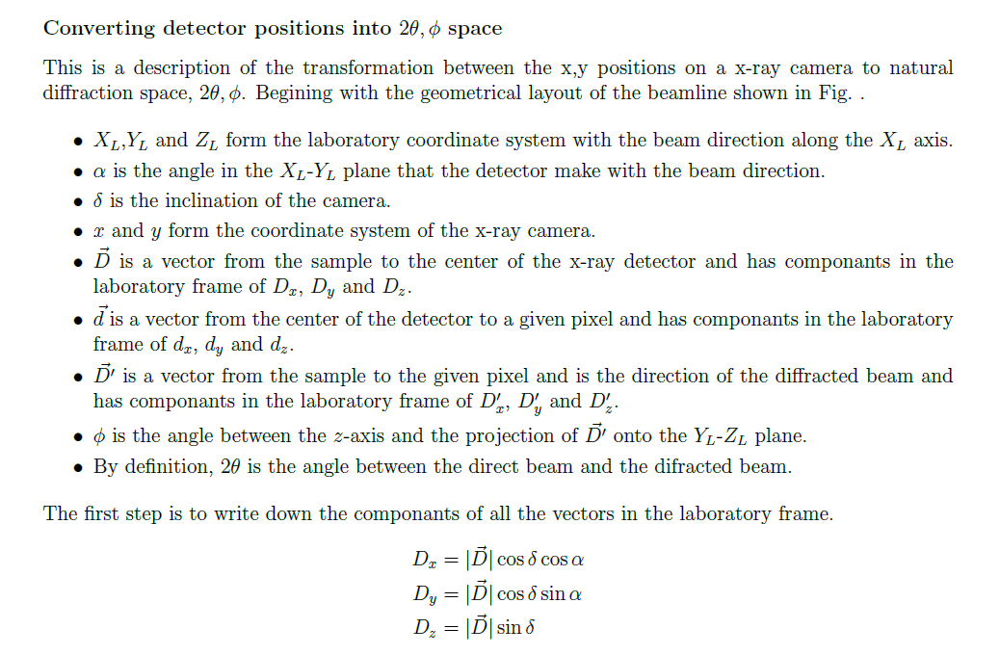 Converting detector positions into 2θ, ϕ space
This is a description of the transformation between the x,y positions on a x-ray camera to natural
diffraction space, 2θ, ϕ. Begining with the geometrical layout of the beamline shown in Fig. .
• X_L,Y_L and Z_L form the laboratory coordinate system with the beam direction along the X_L axis.
• α is the angle in the X_L-Y_L plane that the detector make with the beam direction.
• δ is the inclination of the camera.
• x and y form the coordinate system of the x-ray camera.
• D⃗ is a vector from the sample to the center of the x-ray detector and has componants in the
laboratory frame of D_x, D_y and D_z.
• d⃗ is a vector from the center of the detector to a given pixel and has componants in the laboratory
frame of d_x, d_y and d_z.
• D⃗′ is a vector from the sample to the given pixel and is the direction of the diffracted beam and
has componants in the laboratory frame of D′_x, D′_y and D′_z.
• ϕ is the angle between the z-axis and the projection of D⃗′ onto the Y_L-Z_L plane.
• By definition, 2θ is the angle between the direct beam and the difracted beam.
The first step is to write down the componants of all the vectors in the laboratory frame.
D_x = |D⃗| cos δ cos α
D_y = |D⃗| cos δ sin α
D_z = |D⃗| sin δ